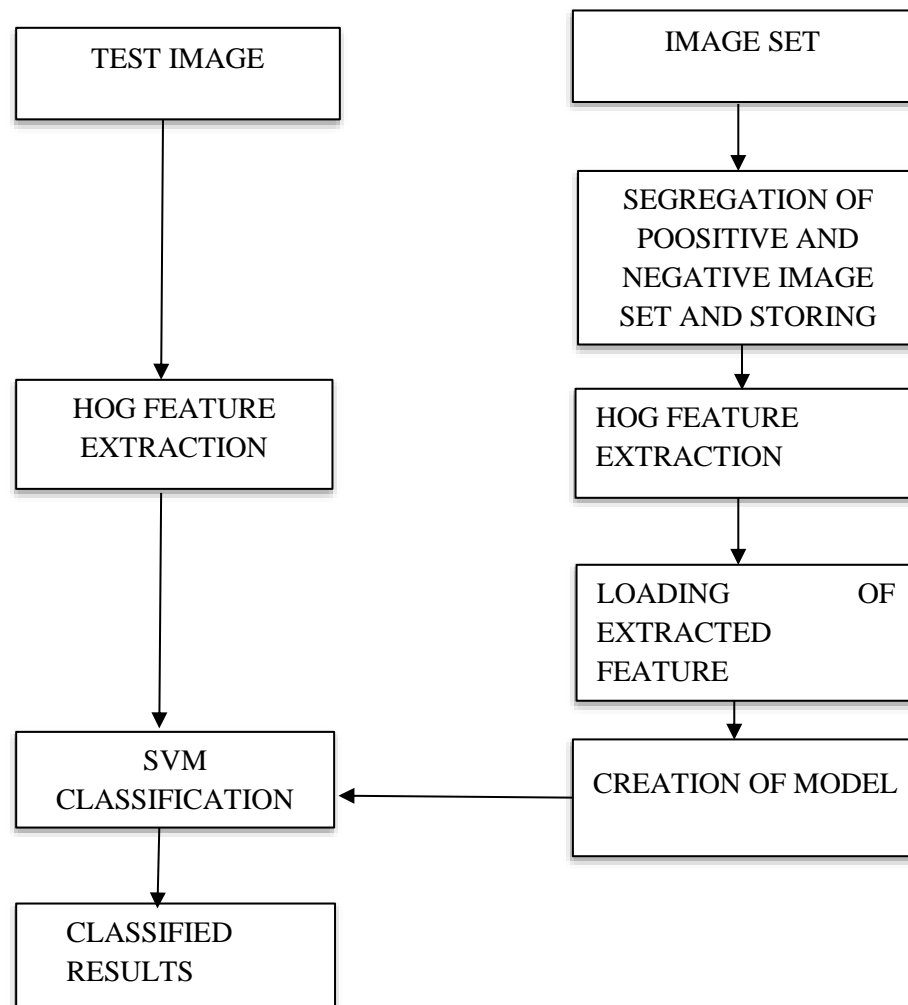 TEST IMAGE
IMAGE SET
SEGREGATION OF
POOSITIVE AND
NEGATIVE IMAGE
SET AND STORING
HOG FEATURE
EXTRACTION
HOG FEATURE
EXTRACTION
LOADING OF
EXTRACTED
FEATURE
SVM
CLASSIFICATION
CREATION OF MODEL
CLASSIFIED
RESULTS